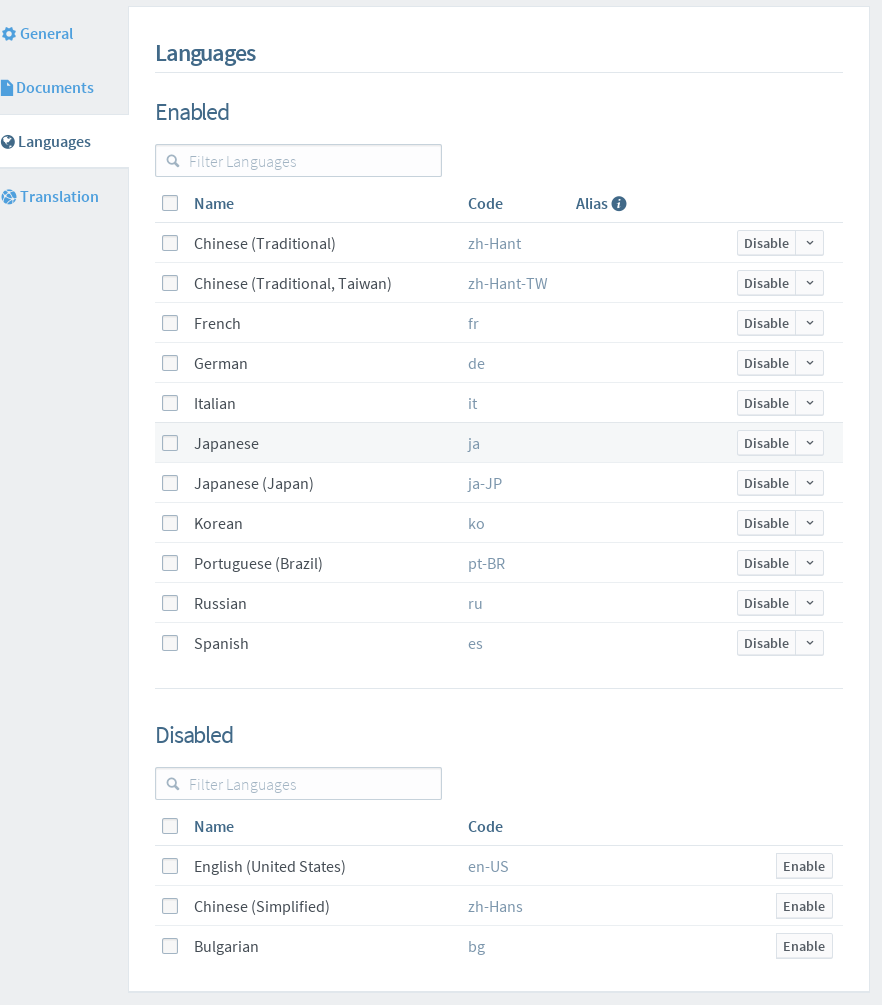 General
Documents
Languages
Translation
Languages
Enabled
Filter Languages
Name Code Alias
Chinese (Traditional) zh-Hant Disable
Chinese (Traditional, Taiwan) zh-Hant-TW Disable
French fr Disable
German de Disable
Italian it Disable
Japanese ja Disable
Japanese (Japan) ja-JP Disable
Korean ko Disable
Portuguese (Brazil) pt-BR Disable
Russian ru Disable
Spanish es Disable
Disabled
Filter Languages
Name Code
English (United States) en-US Enable
Chinese (Simplified) zh-Hans Enable
Bulgarian bg Enable